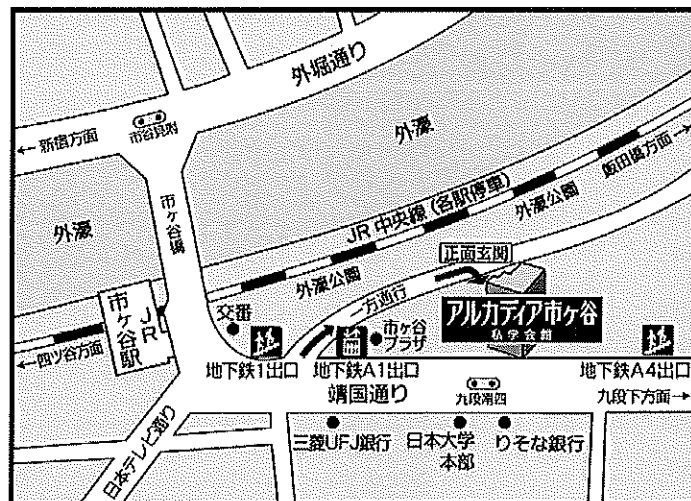 外堀通り
市谷見附
← 新宿方面
外濠
飯田橋方面 →
市ヶ谷橋
外濠
JR 中央線 (各駅停車)
外濠公園
正面玄関
外濠公園
一方通行
アルカディア市ヶ谷
私学会館
JR
市ヶ谷駅
交番
市ヶ谷
プラザ
← 四ツ谷方面
地下鉄1出口
地下鉄A1出口
地下鉄A4出口
靖国通り
九段南四
九段下方面 →
日本テレビ通り
三菱UFJ銀行
日本大学
本部
りそな銀行